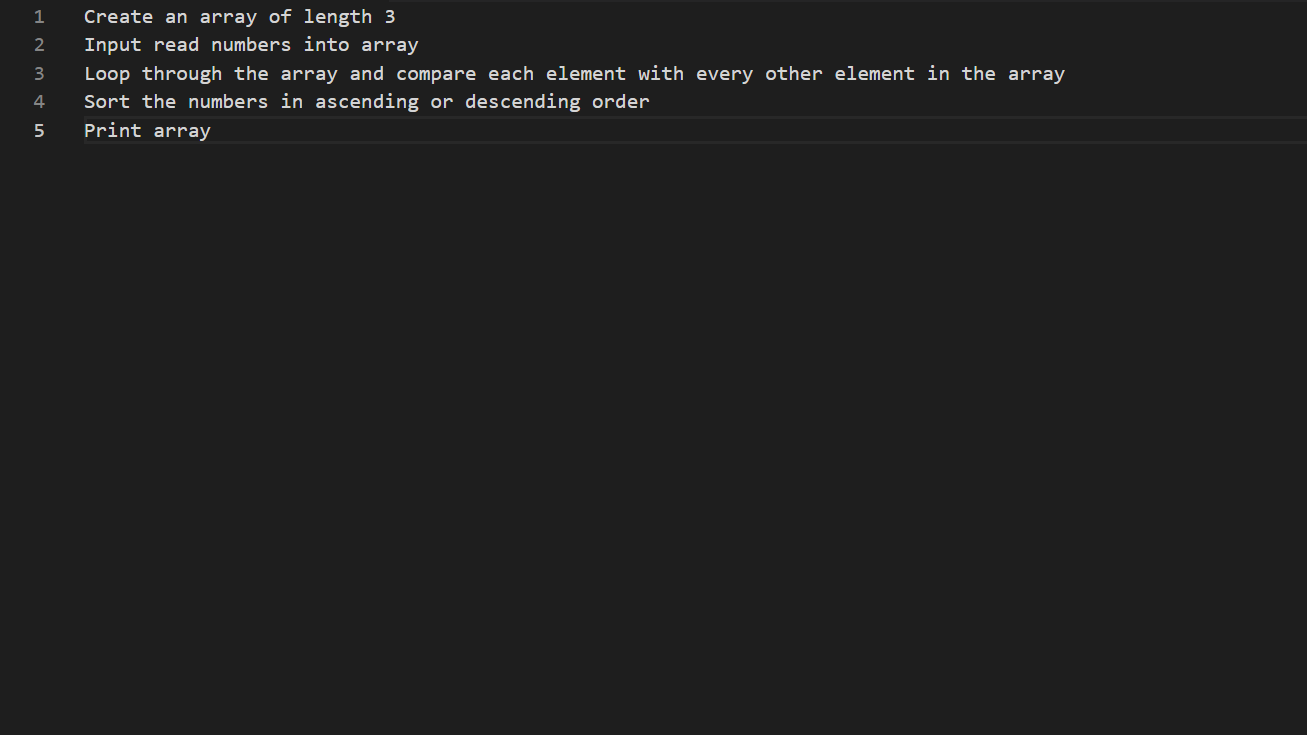 1 Create an array of length 3
2 Input read numbers into array
3 Loop through the array and compare each element with every other element in the array
4 Sort the numbers in ascending or descending order
5 Print array